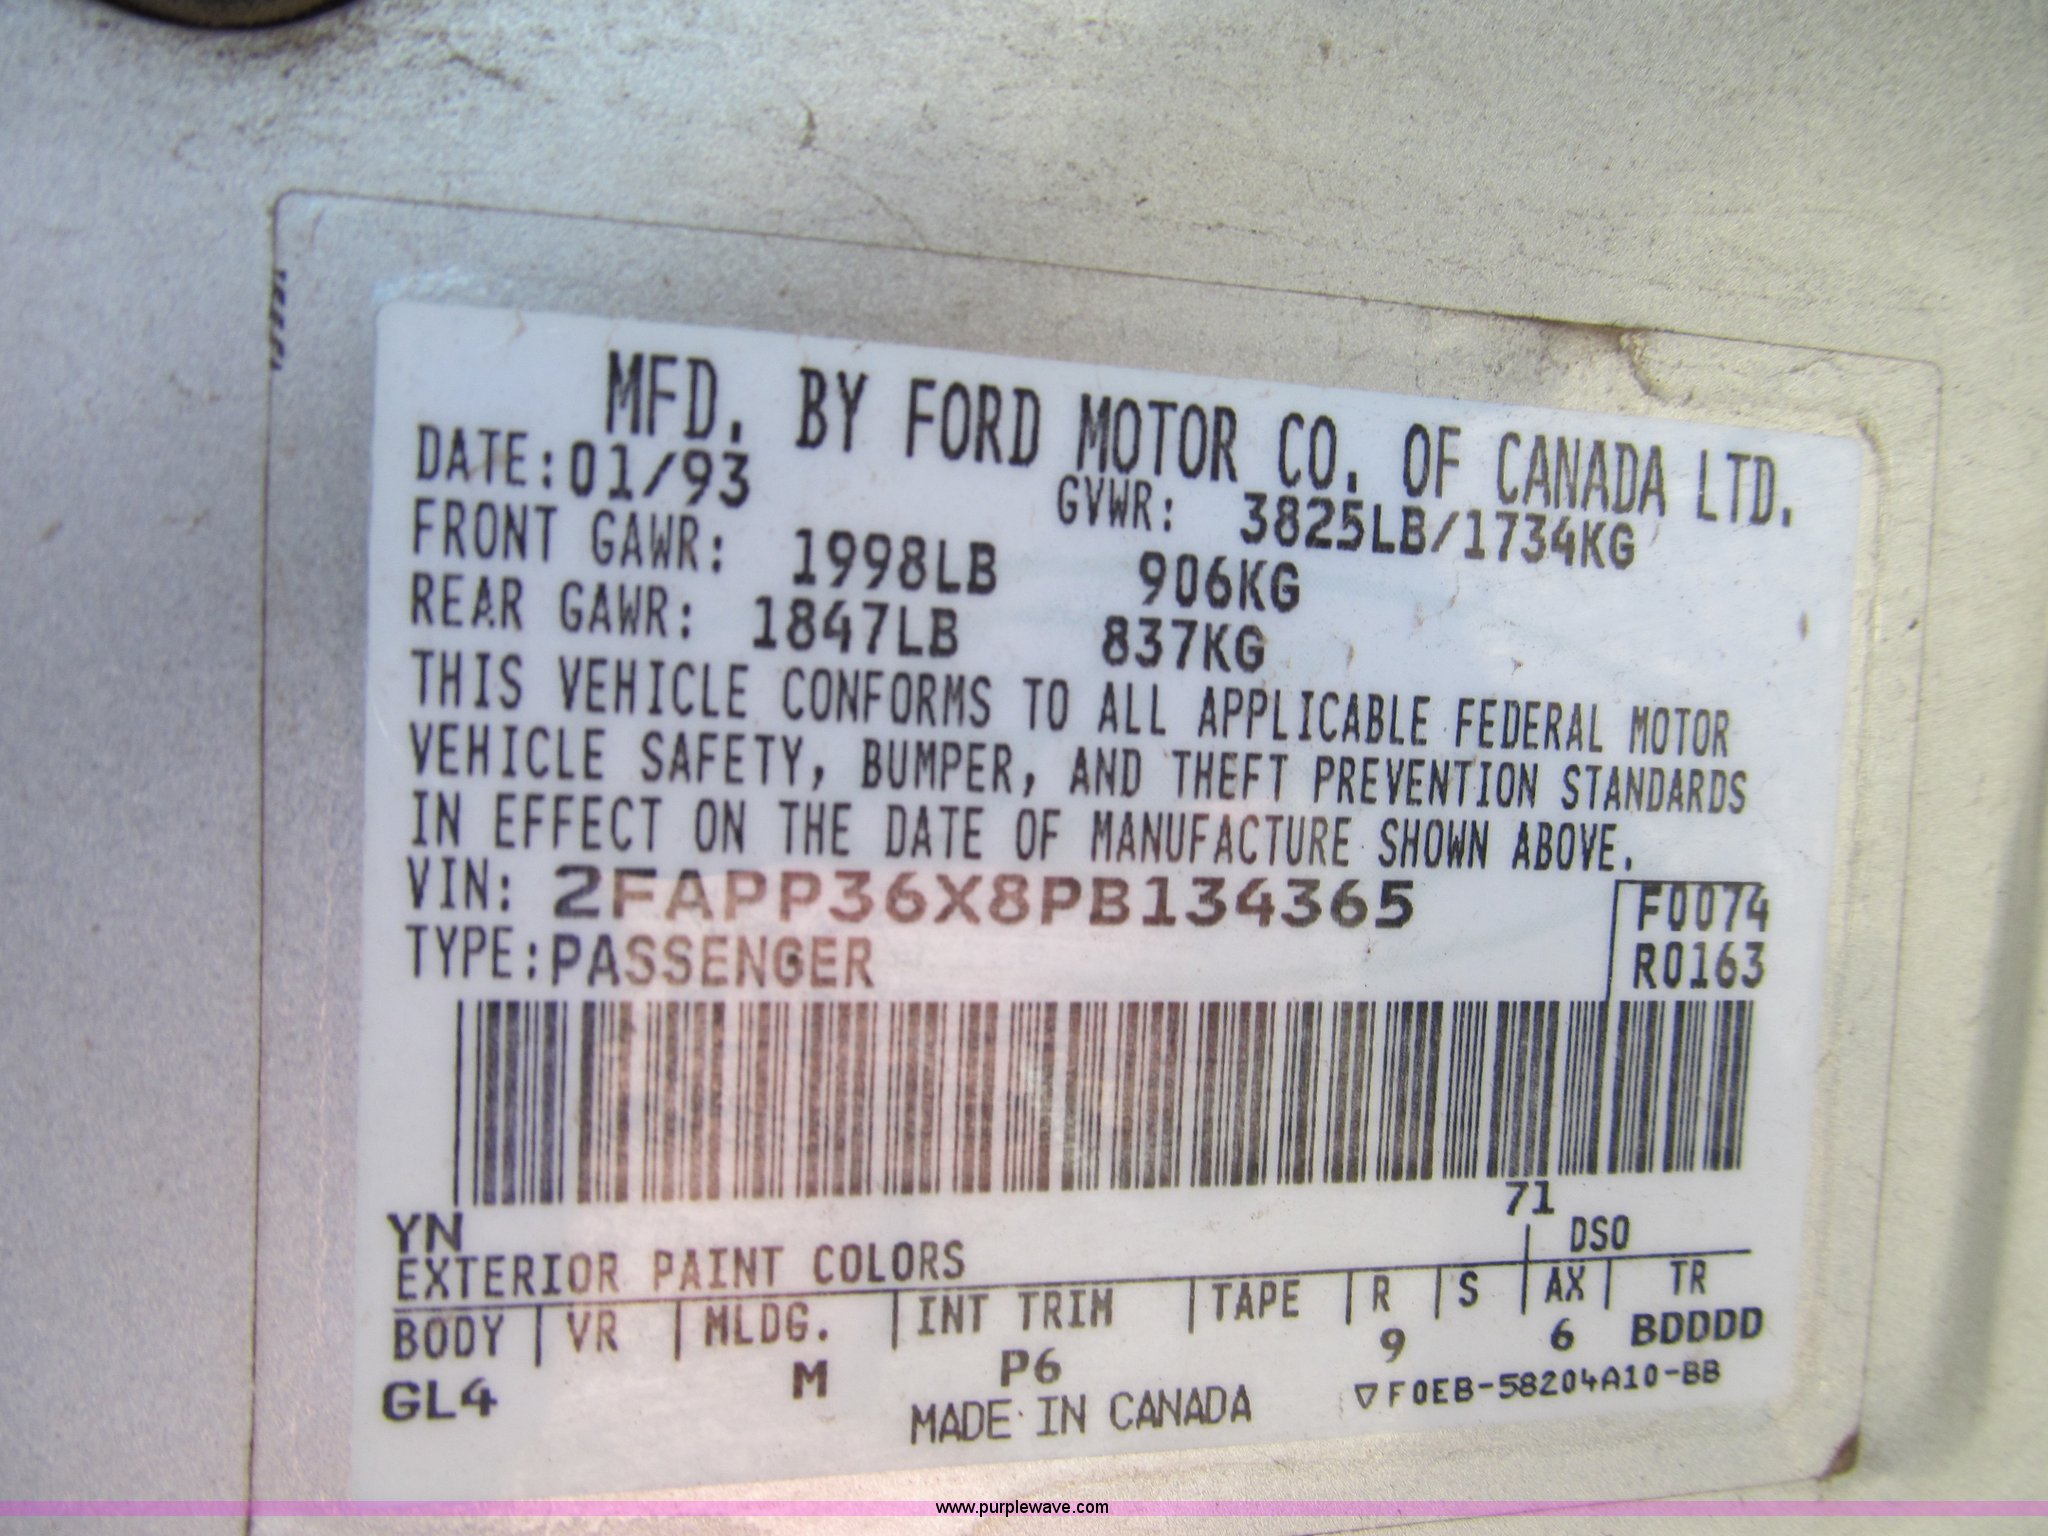 MFD. BY FORD MOTOR CO. OF CANADA LTD.
DATE:01/93 GVWR: 3825LB/1734KG
FRONT GAWR: 1998LB 906KG
REAR GAWR: 1847LB 837KG
THIS VEHICLE CONFORMS TO ALL APPLICABLE FEDERAL MOTOR
VEHICLE SAFETY, BUMPER, AND THEFT PREVENTION STANDARDS
IN EFFECT ON THE DATE OF MANUFACTURE SHOWN ABOVE.
VIN: 2FAPP36X8PB134365 F0074
TYPE:PASSENGER R0163
71
YN
EXTERIOR PAINT COLORS DSO
BODY VR MLDG. INT TRIM TAPE R S AX TR
GL4 M P6 9 6 BDDDD
MADE IN CANADA ▽F0EB-58204A10-BB
www.purplewave.com